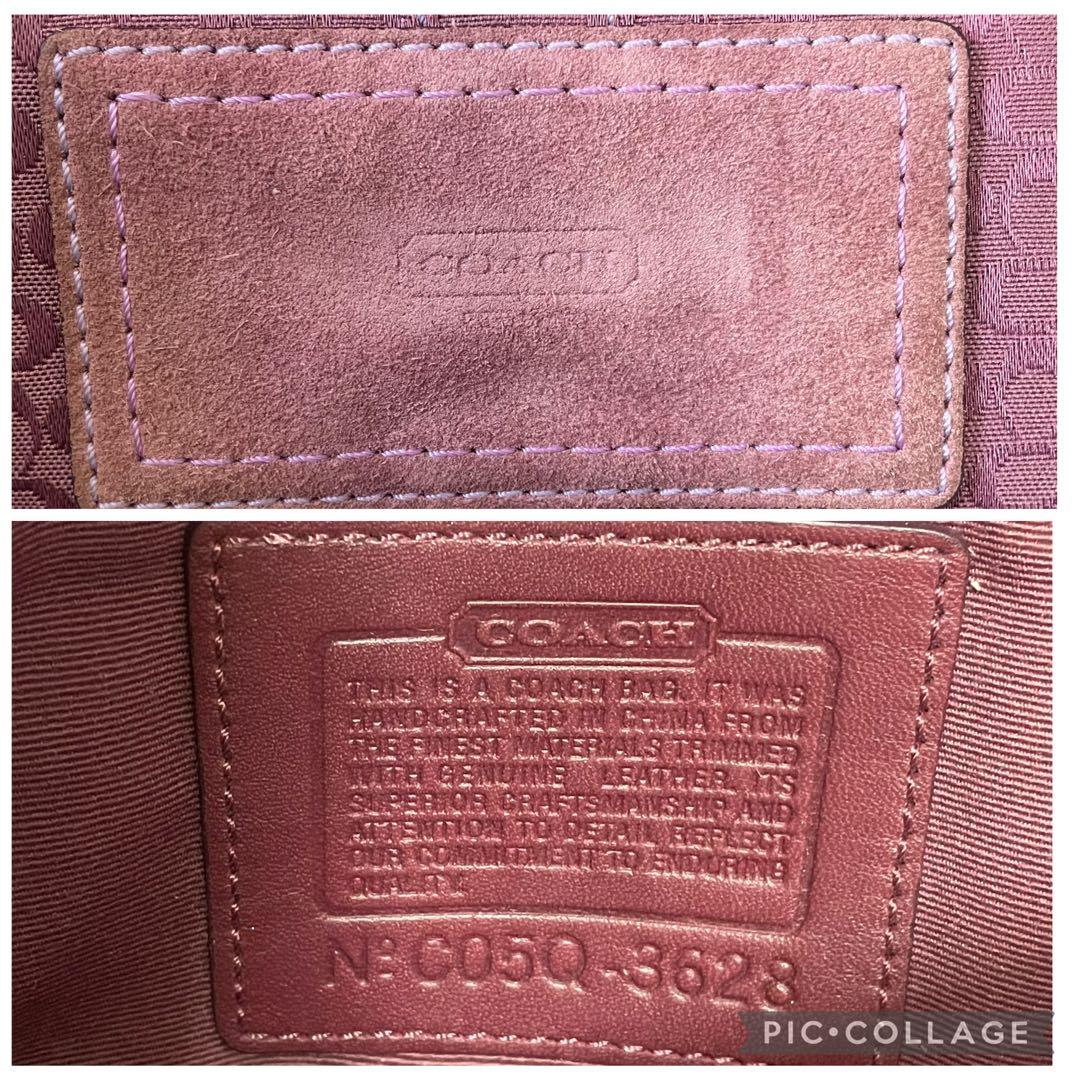 COACH
COACH
THIS IS A COACH BAG. IT WAS
HANDCRAFTED IN CHINA FROM
THE FINEST MATERIALS TRIMMED
WITH GENUINE LEATHER. ITS
SUPERIOR CRAFTSMANSHIP AND
ATTENTION TO DETAIL REFLECT
OUR COMMITMENT TO ENDURING
QUALITY.
Nº C05Q-3628
PIC•COLLAGE